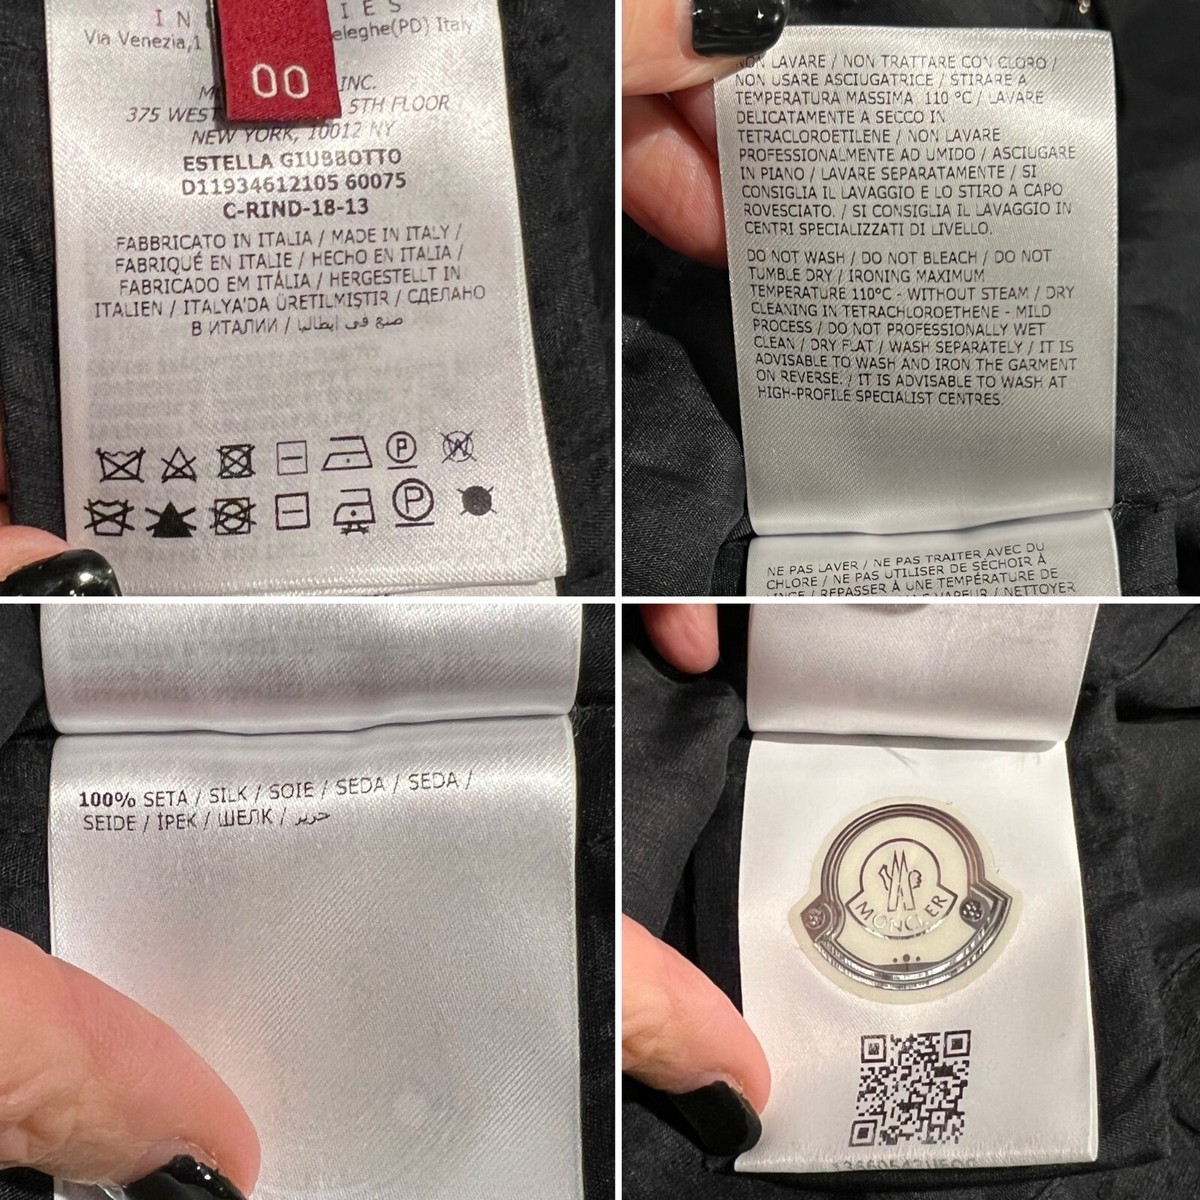 I N I E S
Via Venezia,1 eleghe(PD) Italy
00
INC.
375 WEST 5TH FLOOR
NEW YORK, 10012 NY
ESTELLA GIUBBOTTO
D11934612105 60075
C-RIND-18-13
FABBRICATO IN ITALIA / MADE IN ITALY /
FABRIQUÉ EN ITALIE / HECHO EN ITALIA /
FABRICADO EM ITÁLIA / HERGESTELLT IN
ITALIEN / ITALYA'DA ÜRETILMIŞTIR / СДЕЛАНО
В ИТАЛИИ / صنع في إيطاليا
P W
P
NON LAVARE / NON TRATTARE CON CLORO /
NON USARE ASCIUGATRICE / STIRARE A
TEMPERATURA MASSIMA 110 °C / LAVARE
DELICATAMENTE A SECCO IN
TETRACLOROETILENE / NON LAVARE
PROFESSIONALMENTE AD UMIDO / ASCIUGARE
IN PIANO / LAVARE SEPARATAMENTE / SI
CONSIGLIA IL LAVAGGIO E LO STIRO A CAPO
ROVESCIATO. / SI CONSIGLIA IL LAVAGGIO IN
CENTRI SPECIALIZZATI DI LIVELLO.
DO NOT WASH / DO NOT BLEACH / DO NOT
TUMBLE DRY / IRONING MAXIMUM
TEMPERATURE 110°C - WITHOUT STEAM / DRY
CLEANING IN TETRACHLOROETHENE - MILD
PROCESS / DO NOT PROFESSIONALLY WET
CLEAN / DRY FLAT / WASH SEPARATELY / IT IS
ADVISABLE TO WASH AND IRON THE GARMENT
ON REVERSE. / IT IS ADVISABLE TO WASH AT
HIGH-PROFILE SPECIALIST CENTRES.
NE PAS LAVER / NE PAS TRAITER AVEC DU
CHLORE / NE PAS UTILISER DE SÉCHOIR À
LINGE / REPASSER À UNE TEMPÉRATURE DE
VAPEUR / NETTOYER
100% SETA / SILK / SOIE / SEDA / SEDA /
SEIDE / İPEK / ШЕЛК / حرير
MONCLER